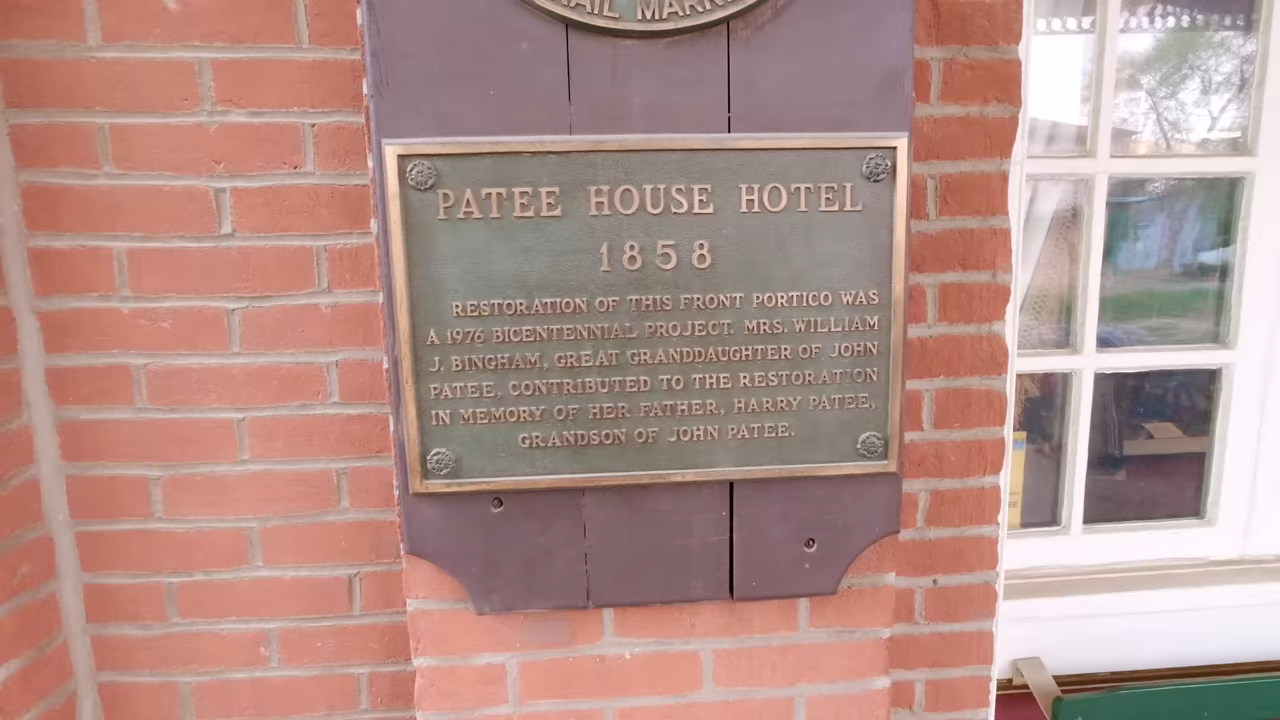 PATEE HOUSE HOTEL
1858
RESTORATION OF THIS FRONT PORTICO WAS
A 1976 BICENTENNIAL PROJECT. MRS. WILLIAM
J. BINGHAM, GREAT GRANDDAUGHTER OF JOHN
PATEE, CONTRIBUTED TO THE RESTORATION
IN MEMORY OF HER FATHER, HARRY PATEE,
GRANDSON OF JOHN PATEE.